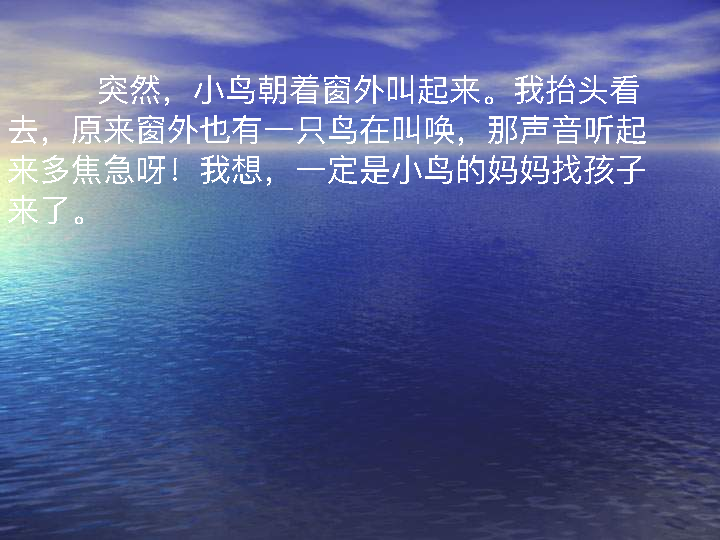 突然，小鸟朝着窗外叫起来。我抬头看
去，原来窗外也有一只鸟在叫唤，那声音听起
来多焦急呀！我想，一定是小鸟的妈妈找孩子
来了。